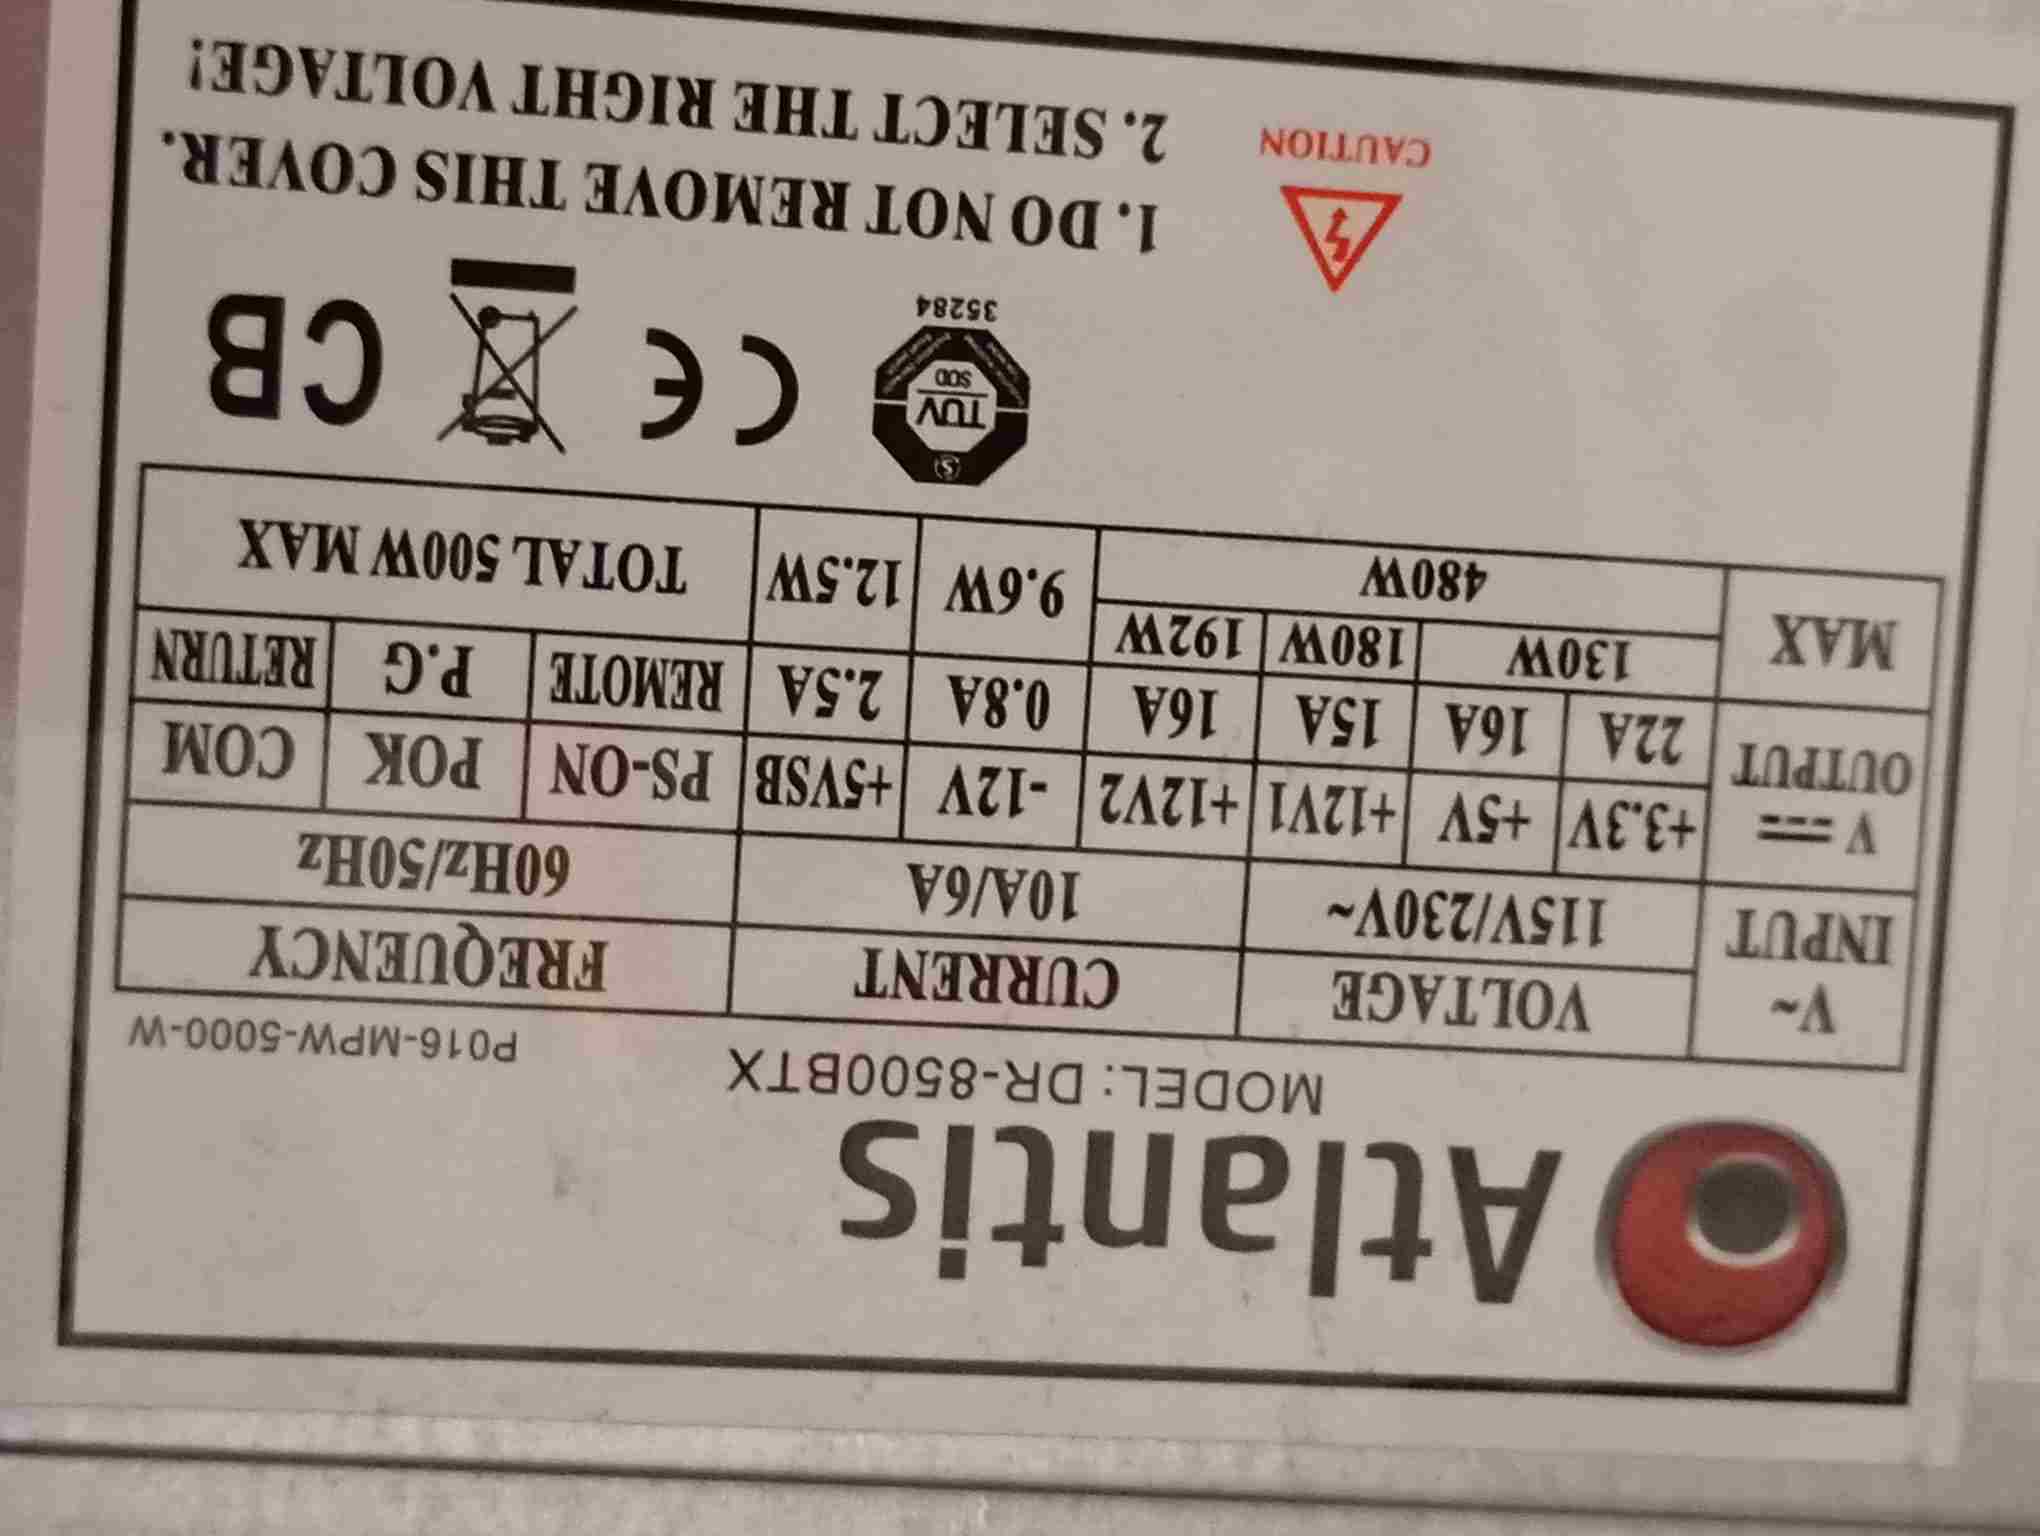 Atlantis
MODEL: DR-8500BTX P016-MPW-5000-W
V~ INPUT VOLTAGE CURRENT FREQUENCY
115V/230V~ 10A/6A 60Hz/50Hz
V OUTPUT +3.3V +5V +12V1 +12V2 -12V +5VSB PS-ON POK COM
22A 16A 15A 16A 0.8A 2.5A REMOTE P.G RETURN
MAX 130W 180W 192W 9.6W 12.5W TOTAL 500W MAX
480W
TUV
SUD
35284
CE
CB
CAUTION
1. DO NOT REMOVE THIS COVER.
2. SELECT THE RIGHT VOLTAGE!